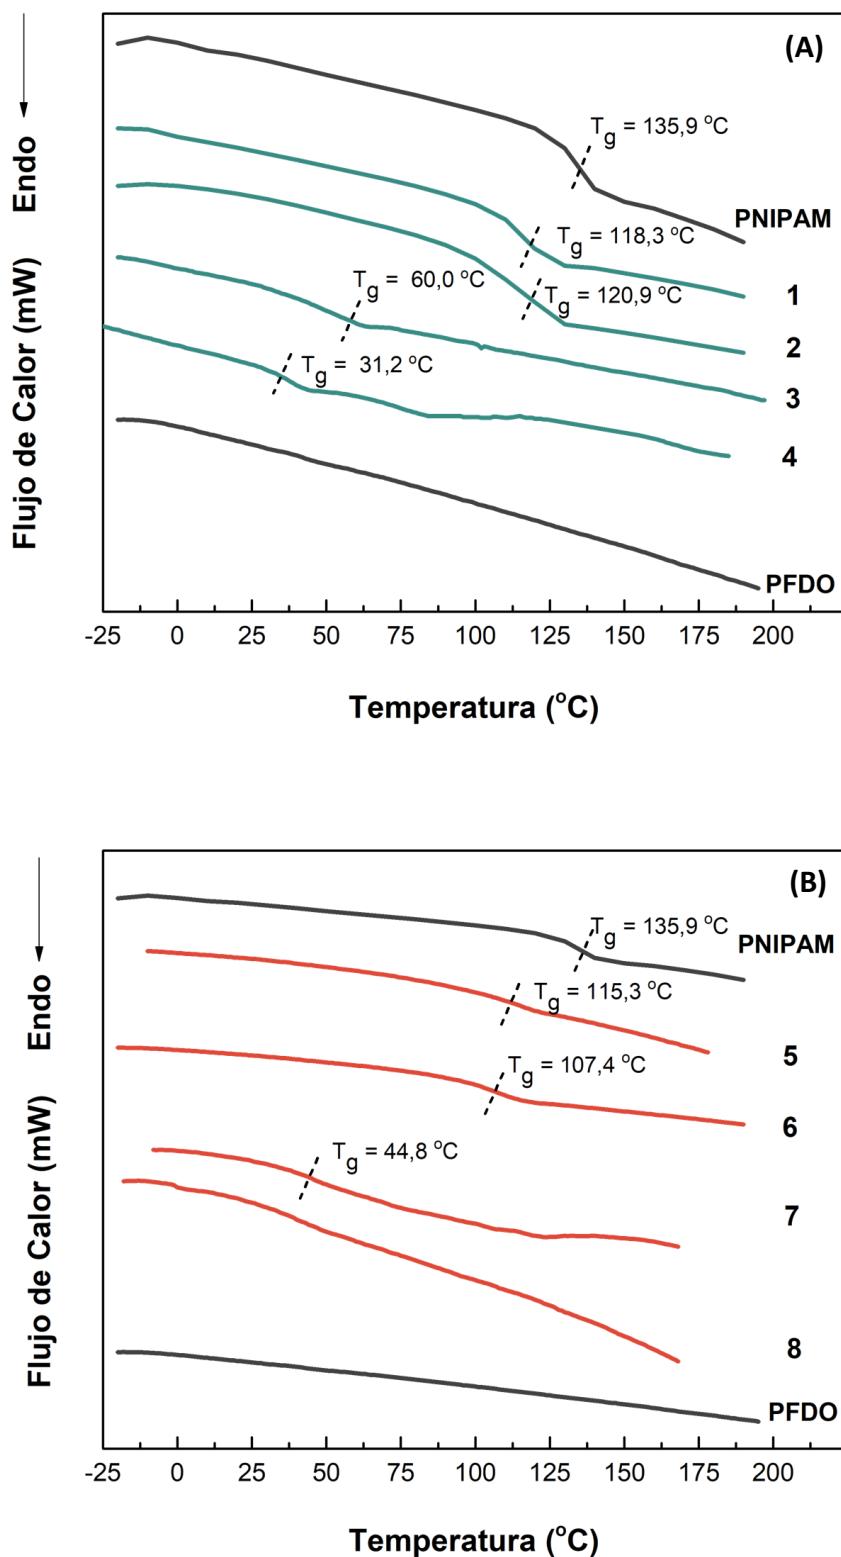 (A)
Endo
Flujo de Calor (mW)
Tg = 135,9 °C
PNIPAM
Tg = 118,3 °C
1
Tg = 60,0 °C
Tg = 120,9 °C
2
Tg = 31,2 °C
3
4
PFDO
-25 0 25 50 75 100 125 150 175 200
Temperatura (°C)
(B)
Endo
Flujo de Calor (mW)
Tg = 135,9 °C
PNIPAM
Tg = 115,3 °C
5
Tg = 107,4 °C
6
Tg = 44,8 °C
7
8
PFDO
-25 0 25 50 75 100 125 150 175 200
Temperatura (°C)